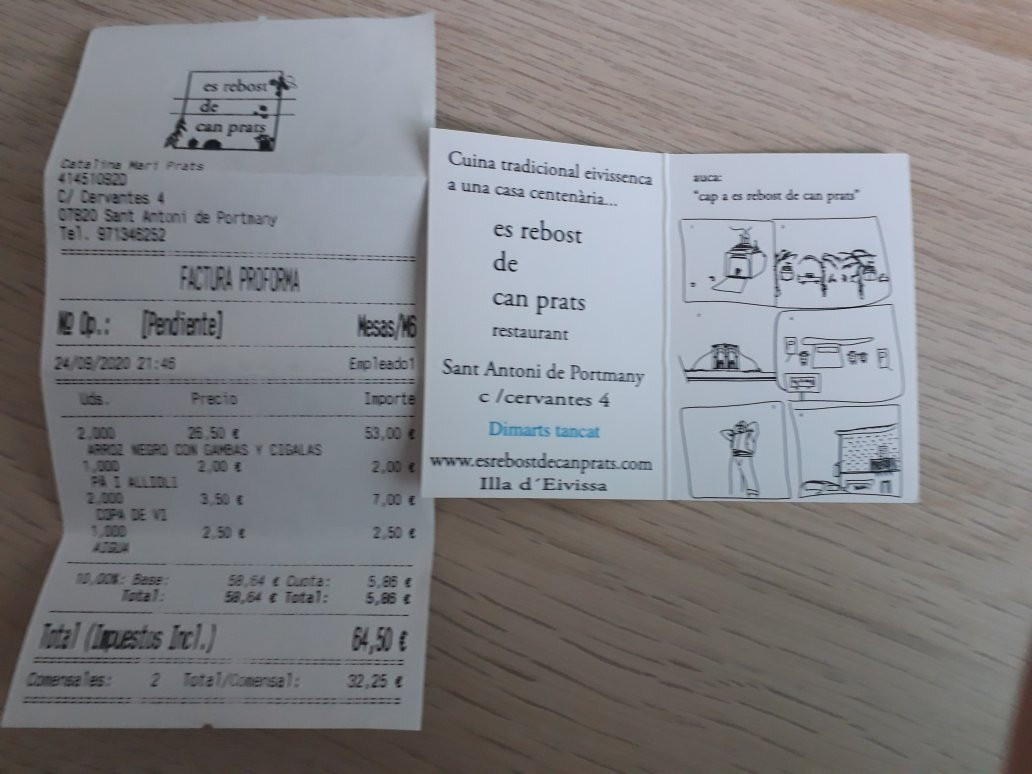 es rebost
de
can prats
Catalina Mari Prats
41451092D
C/ Cervantes 4
07820 Sant Antoni de Portmany
Tel. 971346252
FACTURA PROFORMA
Nº Op.: [Pendiente] Mesas/M6
24/09/2020 21:46 Empleado1
Uds. Precio Importe
2,000 26,50 € 53,00 €
ARROZ NEGRO CON GAMBAS Y CIGALAS
1,000 2,00 € 2,00 €
PA I ALLIOLI
2,000 3,50 € 7,00 €
COPA DE VI
1,000 2,50 € 2,50 €
AIGUA
10,00%: Base: 58,64 € Cuota: 5,86 €
Total: 58,64 € Total: 5,86 €
Total (Impuestos Incl.) 64,50 €
Comensales: 2 Total/Comensal: 32,25 €
Cuina tradicional eivissenca
a una casa centenària...
es rebost
de
can prats
restaurant
Sant Antoni de Portmany
c /cervantes 4
Dimarts tancat
www.esrebostdecanprats.com
Illa d´Eivissa
auca:
"cap a es rebost de can prats"